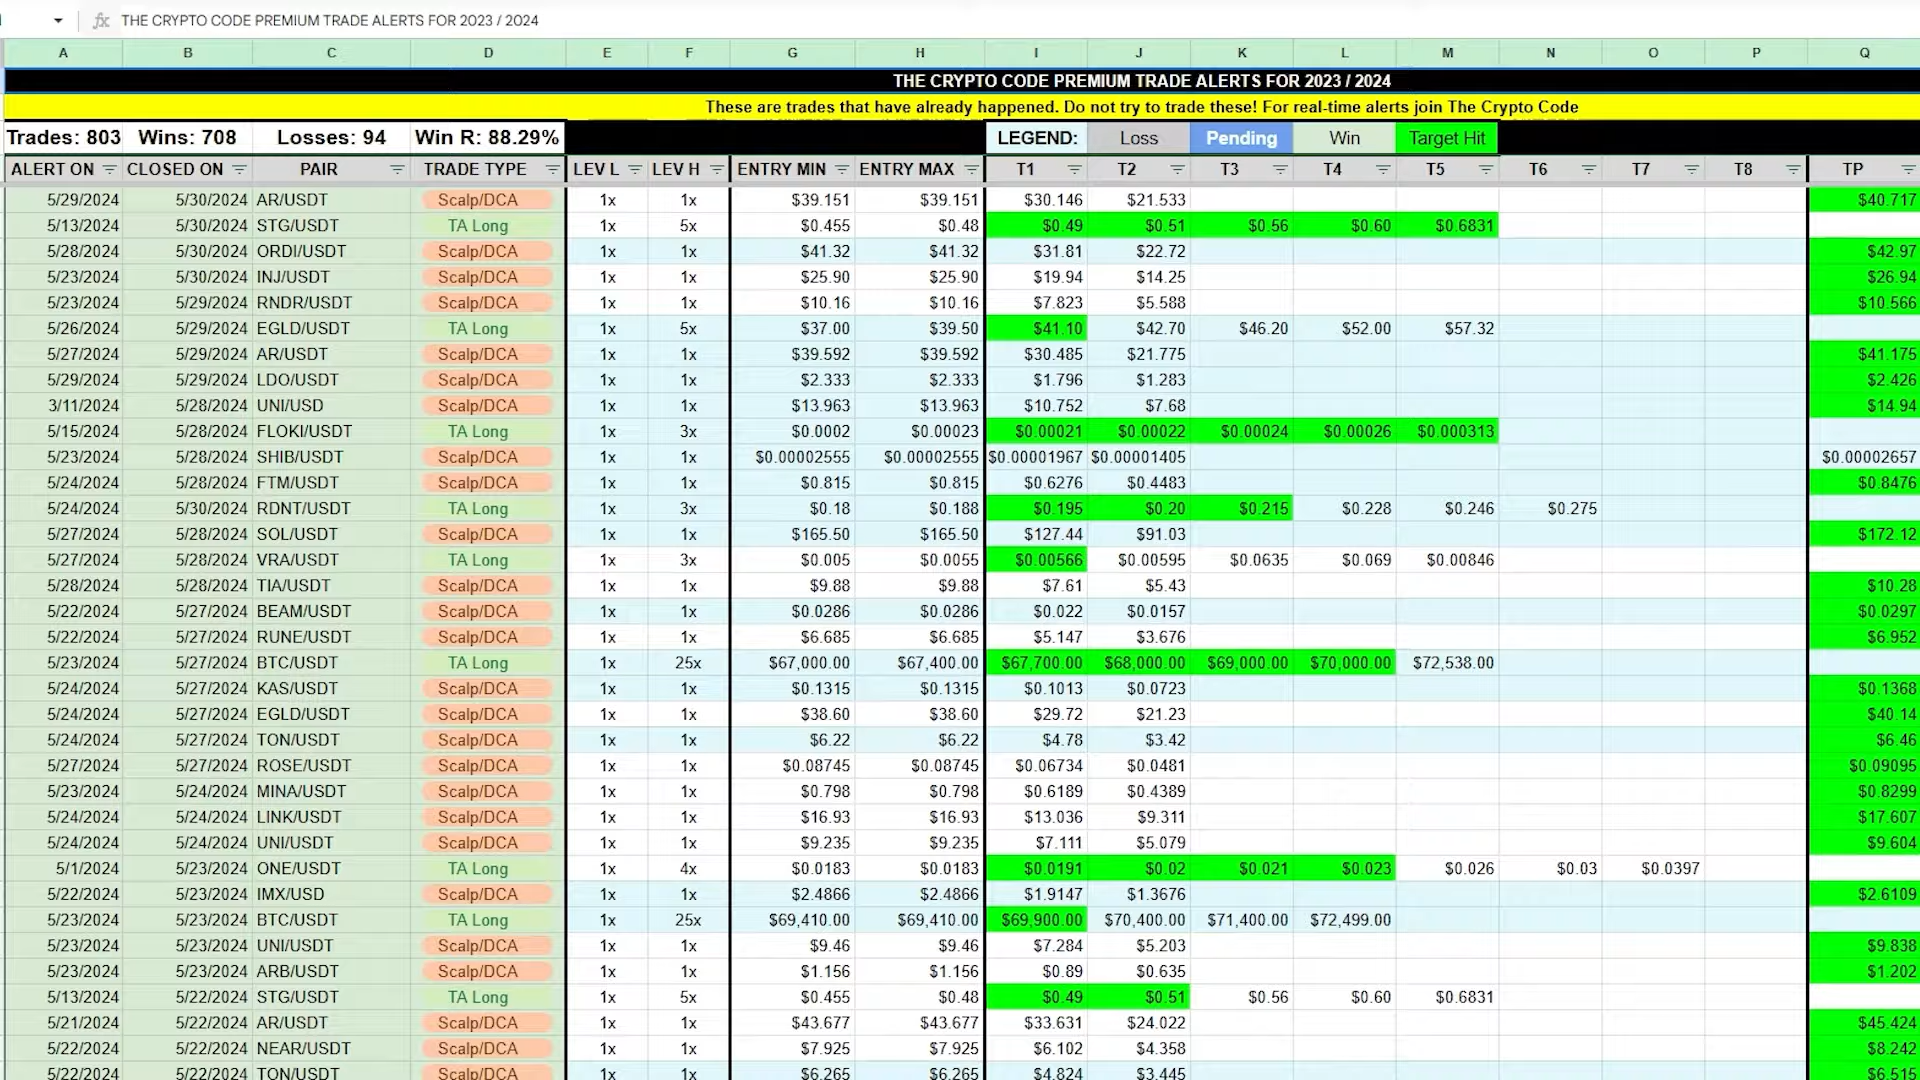 THE CRYPTO CODE PREMIUM TRADE ALERTS FOR 2023 / 2024
A B C D E F G H I J K L M N O P Q
THE CRYPTO CODE PREMIUM TRADE ALERTS FOR 2023 / 2024
These are trades that have already happened. Do not try to trade these! For real-time alerts join The Crypto Code
Trades: 803 Wins: 708 Losses: 94 Win R: 88.29% LEGEND: Loss Pending Win Target Hit
ALERT ON CLOSED ON PAIR TRADE TYPE LEV L LEV H ENTRY MIN ENTRY MAX T1 T2 T3 T4 T5 T6 T7 T8 TP
5/29/2024 5/30/2024 AR/USDT Scalp/DCA 1x 1x $39.151 $39.151 $30.146 $21.533 $40.717
5/13/2024 5/30/2024 STG/USDT TA Long 1x 5x $0.455 $0.48 $0.49 $0.51 $0.56 $0.60 $0.6831
5/28/2024 5/30/2024 ORDI/USDT Scalp/DCA 1x 1x $41.32 $41.32 $31.81 $22.72 $42.97
5/23/2024 5/30/2024 INJ/USDT Scalp/DCA 1x 1x $25.90 $25.90 $19.94 $14.25 $26.94
5/23/2024 5/29/2024 RNDR/USDT Scalp/DCA 1x 1x $10.16 $10.16 $7.823 $5.588 $10.566
5/26/2024 5/29/2024 EGLD/USDT TA Long 1x 5x $37.00 $39.50 $41.10 $42.70 $46.20 $52.00 $57.32
5/27/2024 5/29/2024 AR/USDT Scalp/DCA 1x 1x $39.592 $39.592 $30.485 $21.775 $41.175
5/29/2024 5/29/2024 LDO/USDT Scalp/DCA 1x 1x $2.333 $2.333 $1.796 $1.283 $2.426
3/11/2024 5/28/2024 UNI/USD Scalp/DCA 1x 1x $13.963 $13.963 $10.752 $7.68 $14.94
5/15/2024 5/28/2024 FLOKI/USDT TA Long 1x 3x $0.0002 $0.00023 $0.00021 $0.00022 $0.00024 $0.00026 $0.000313
5/23/2024 5/28/2024 SHIB/USDT Scalp/DCA 1x 1x $0.00002555 $0.00002555 $0.00001967 $0.00001405 $0.00002657
5/24/2024 5/28/2024 FTM/USDT Scalp/DCA 1x 1x $0.815 $0.815 $0.6276 $0.4483 $0.8476
5/24/2024 5/30/2024 RDNT/USDT TA Long 1x 3x $0.18 $0.188 $0.195 $0.20 $0.215 $0.228 $0.246 $0.275
5/27/2024 5/28/2024 SOL/USDT Scalp/DCA 1x 1x $165.50 $165.50 $127.44 $91.03 $172.12
5/27/2024 5/28/2024 VRA/USDT TA Long 1x 3x $0.005 $0.0055 $0.00566 $0.00595 $0.0635 $0.069 $0.00846
5/28/2024 5/28/2024 TIA/USDT Scalp/DCA 1x 1x $9.88 $9.88 $7.61 $5.43 $10.28
5/22/2024 5/27/2024 BEAM/USDT Scalp/DCA 1x 1x $0.0286 $0.0286 $0.022 $0.0157 $0.0297
5/22/2024 5/27/2024 RUNE/USDT Scalp/DCA 1x 1x $6.685 $6.685 $5.147 $3.676 $6.952
5/23/2024 5/27/2024 BTC/USDT TA Long 1x 25x $67,000.00 $67,400.00 $67,700.00 $68,000.00 $69,000.00 $70,000.00 $72,538.00
5/24/2024 5/27/2024 KAS/USDT Scalp/DCA 1x 1x $0.1315 $0.1315 $0.1013 $0.0723 $0.1368
5/24/2024 5/27/2024 EGLD/USDT Scalp/DCA 1x 1x $38.60 $38.60 $29.72 $21.23 $40.14
5/24/2024 5/27/2024 TON/USDT Scalp/DCA 1x 1x $6.22 $6.22 $4.78 $3.42 $6.46
5/27/2024 5/27/2024 ROSE/USDT Scalp/DCA 1x 1x $0.08745 $0.08745 $0.06734 $0.0481 $0.09095
5/23/2024 5/24/2024 MINA/USDT Scalp/DCA 1x 1x $0.798 $0.798 $0.6189 $0.4389 $0.8299
5/24/2024 5/24/2024 LINK/USDT Scalp/DCA 1x 1x $16.93 $16.93 $13.036 $9.311 $17.607
5/24/2024 5/24/2024 UNI/USDT Scalp/DCA 1x 1x $9.235 $9.235 $7.111 $5.079 $9.604
5/1/2024 5/23/2024 ONE/USDT TA Long 1x 4x $0.0183 $0.0183 $0.0191 $0.02 $0.021 $0.023 $0.026 $0.03 $0.0397
5/22/2024 5/23/2024 IMX/USD Scalp/DCA 1x 1x $2.4866 $2.4866 $1.9147 $1.3676 $2.6109
5/23/2024 5/23/2024 BTC/USDT TA Long 1x 25x $69,410.00 $69,410.00 $69,900.00 $70,400.00 $71,400.00 $72,499.00
5/23/2024 5/23/2024 UNI/USDT Scalp/DCA 1x 1x $9.46 $9.46 $7.284 $5.203 $9.838
5/23/2024 5/23/2024 ARB/USDT Scalp/DCA 1x 1x $1.156 $1.156 $0.89 $0.635 $1.202
5/13/2024 5/22/2024 STG/USDT TA Long 1x 5x $0.455 $0.48 $0.49 $0.51 $0.56 $0.60 $0.6831
5/21/2024 5/22/2024 AR/USDT Scalp/DCA 1x 1x $43.677 $43.677 $33.631 $24.022 $45.424
5/22/2024 5/22/2024 NEAR/USDT Scalp/DCA 1x 1x $7.925 $7.925 $6.102 $4.358 $8.242
5/22/2024 5/22/2024 TON/USDT Scalp/DCA 1x 1x $6.265 $6.265 $4.824 $3.445 $6.515